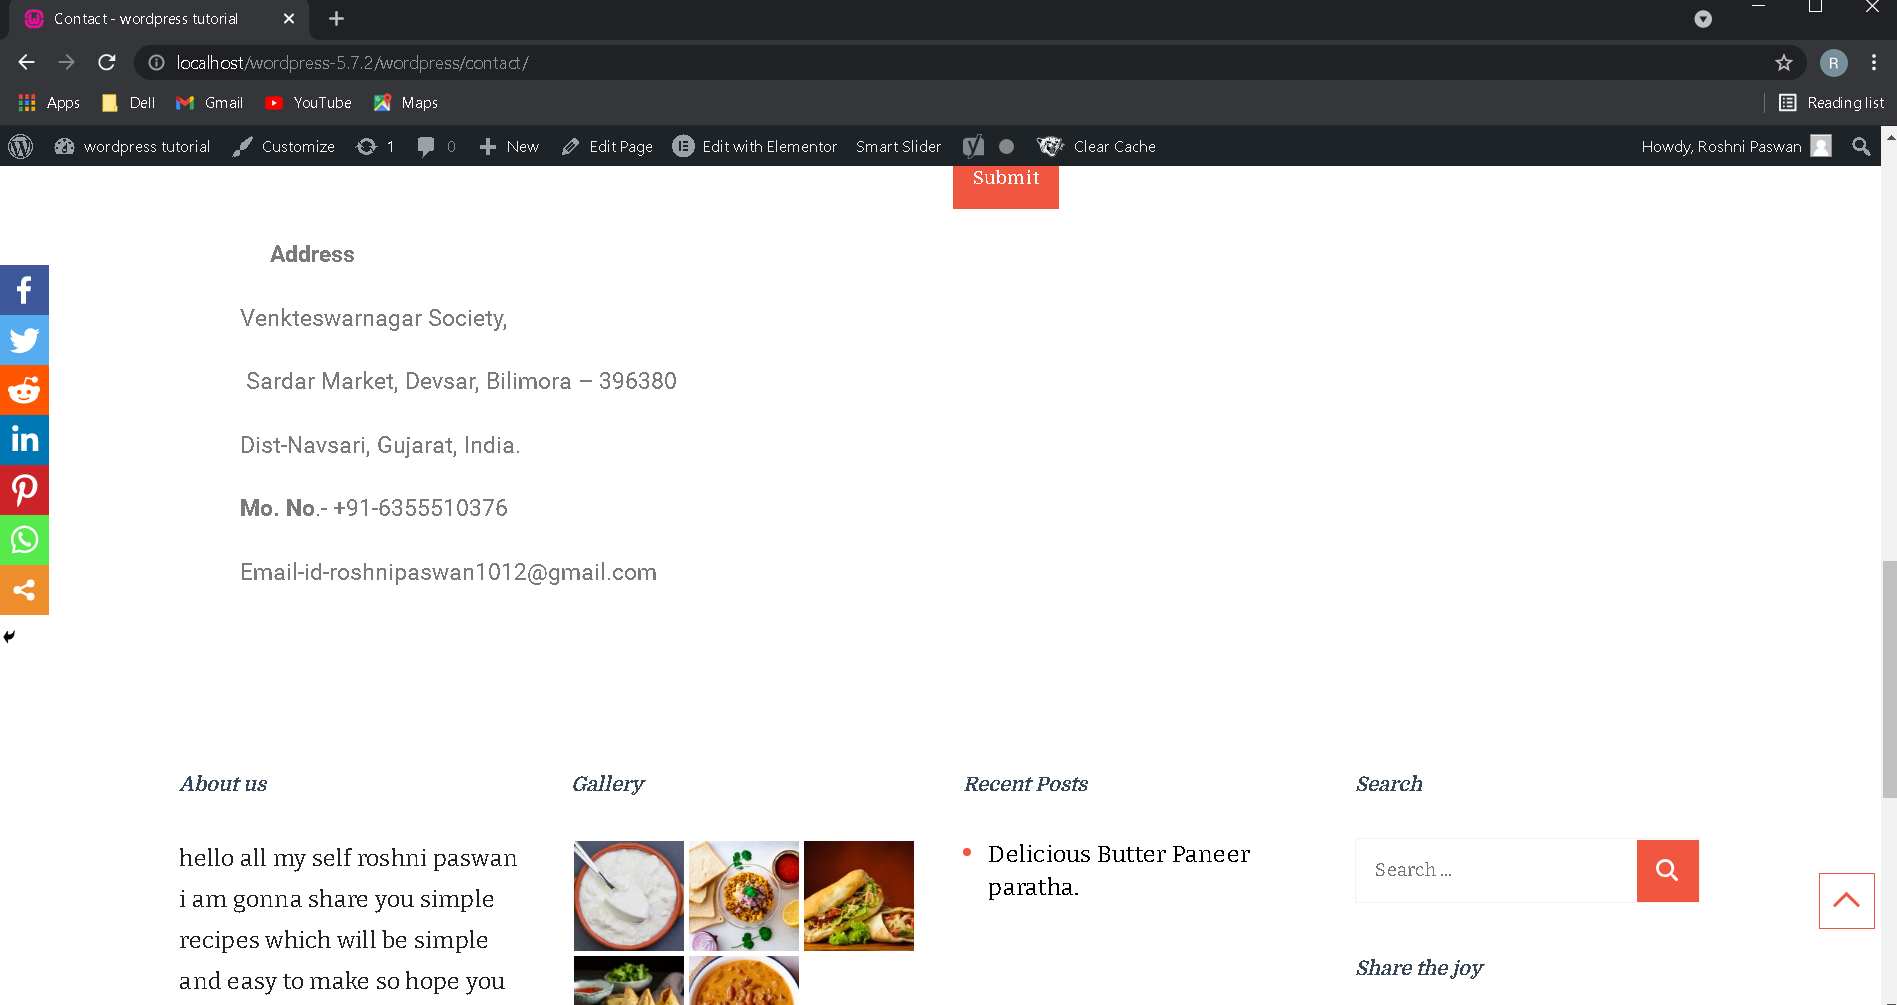 Contact - wordpress tutorial
localhost/wordpress-5.7.2/wordpress/contact/
R
Apps Dell Gmail YouTube Maps Reading list
wordpress tutorial Customize 1 0 New Edit Page Edit with Elementor Smart Slider Clear Cache Howdy, Roshni Paswan
Submit
Address
Venkteswarnagar Society,
Sardar Market, Devsar, Bilimora – 396380
Dist-Navsari, Gujarat, India.
Mo. No.- +91-6355510376
Email-id-roshnipaswan1012@gmail.com
About us
hello all my self roshni paswan
i am gonna share you simple
recipes which will be simple
and easy to make so hope you
Gallery
Recent Posts
Delicious Butter Paneer
paratha.
Search
Search ...
Share the joy